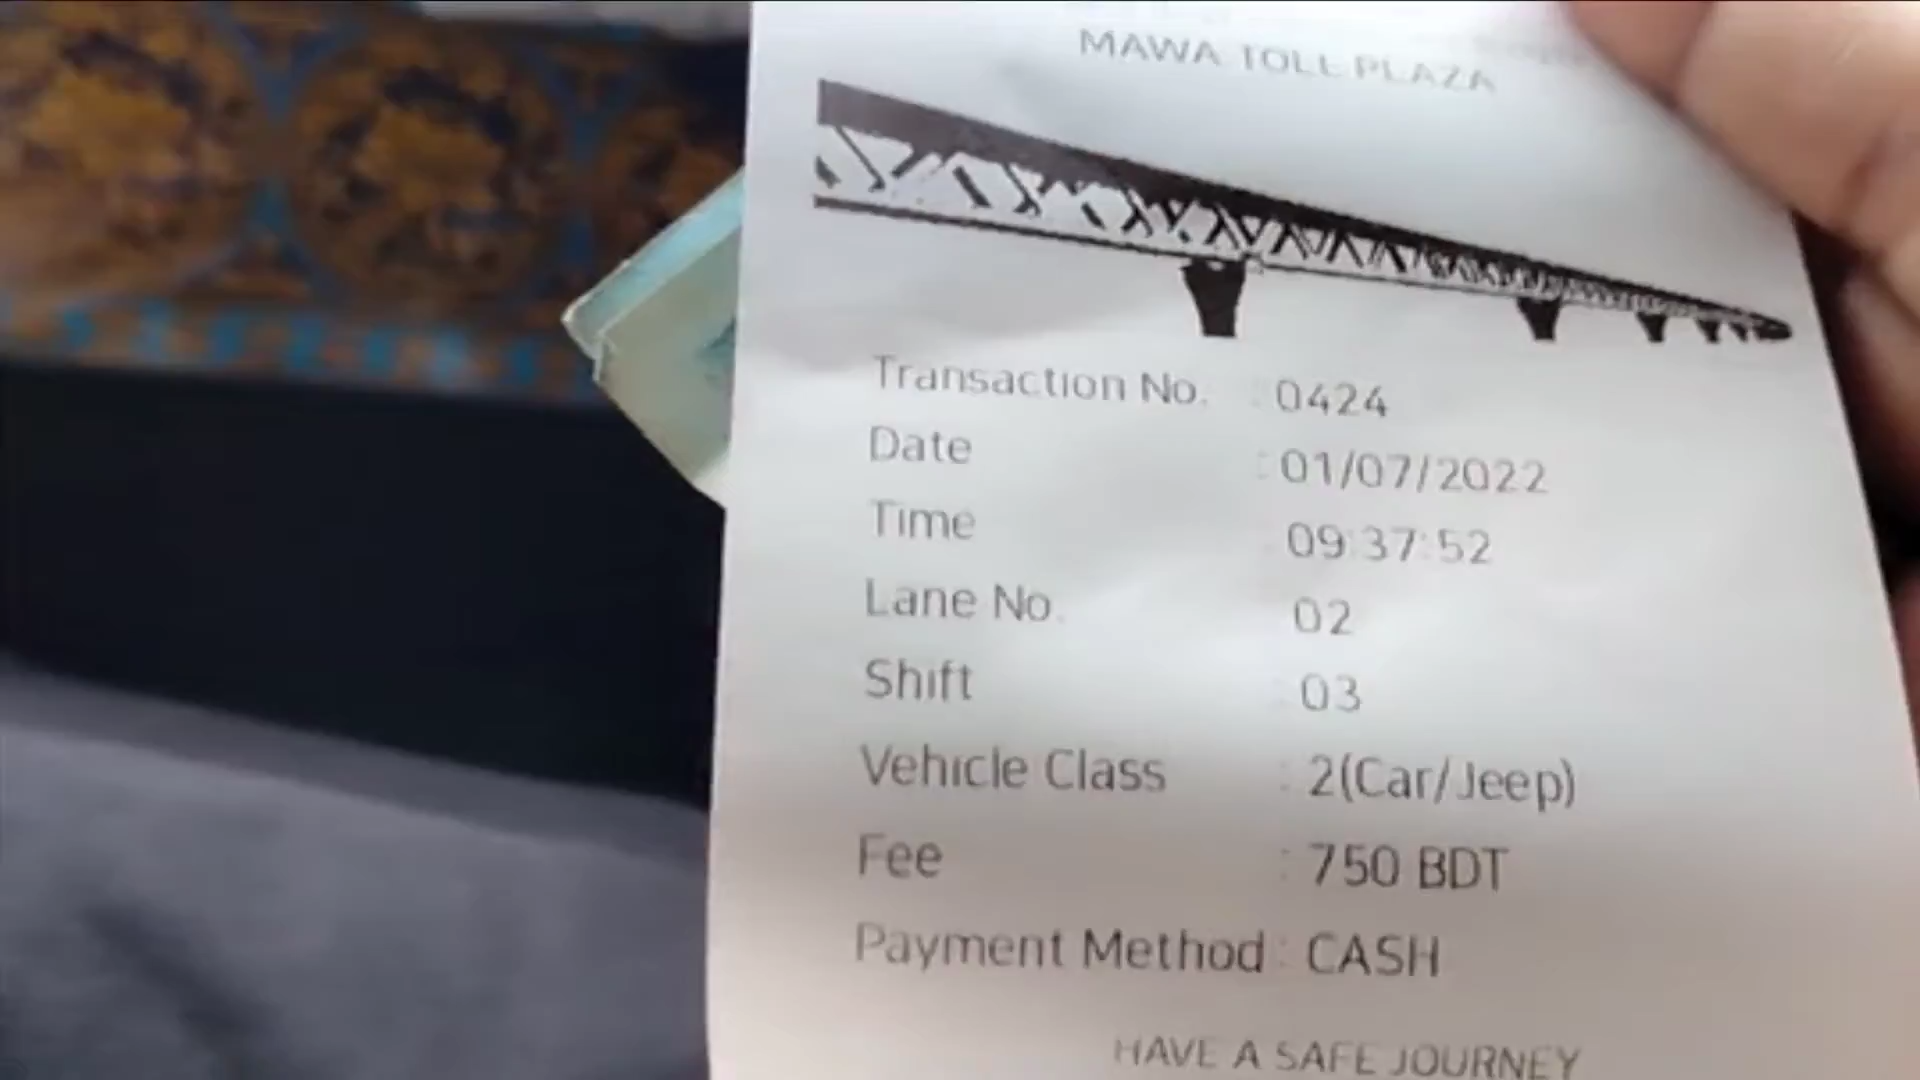 MAWA TOLL PLAZA
Transaction No. : 0424
Date : 01/07/2022
Time 09:37:52
Lane No. 02
Shift : 03
Vehicle Class : 2(Car/Jeep)
Fee : 750 BDT
Payment Method : CASH
HAVE A SAFE JOURNEY